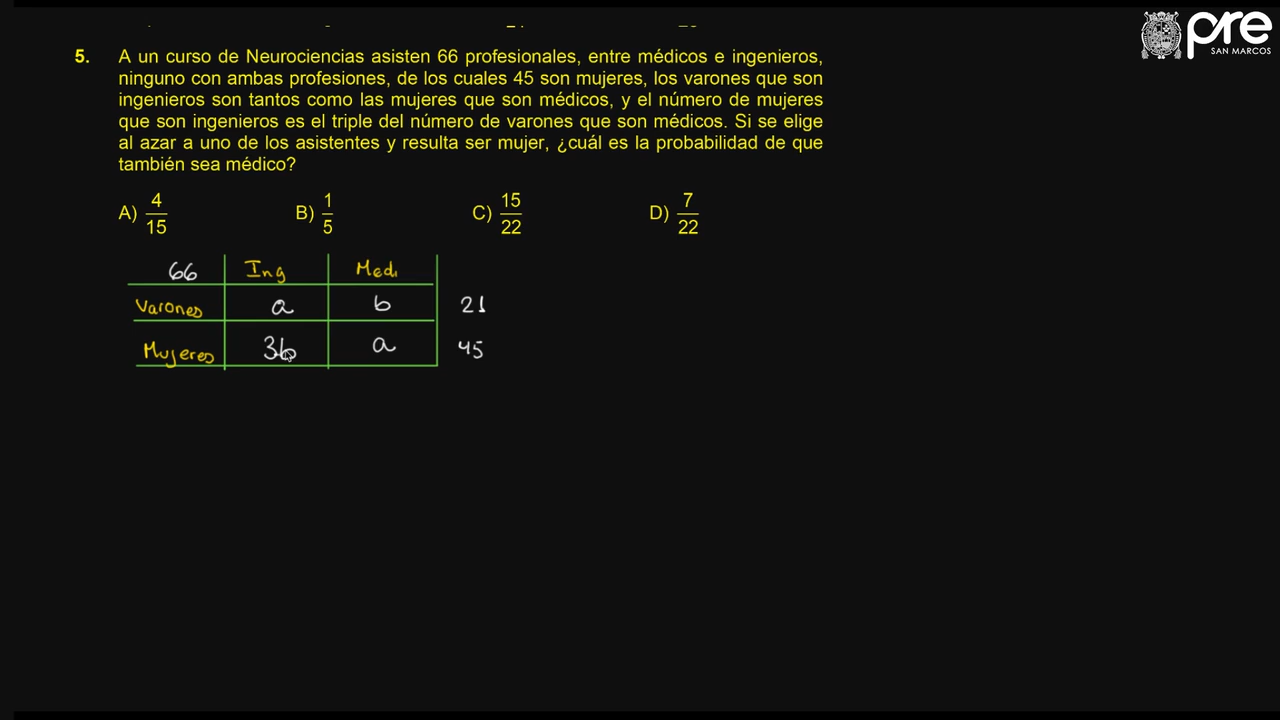 pre
SAN MARCOS
5. A un curso de Neurociencias asisten 66 profesionales, entre médicos e ingenieros,
ninguno con ambas profesiones, de los cuales 45 son mujeres, los varones que son
ingenieros son tantos como las mujeres que son médicos, y el número de mujeres
que son ingenieros es el triple del número de varones que son médicos. Si se elige
al azar a uno de los asistentes y resulta ser mujer, ¿cuál es la probabilidad de que
también sea médico?
A) 4/15 B) 1/5 C) 15/22 D) 7/22
66 Ing Medi
Varones a b 21
Mujeres 3b a 45